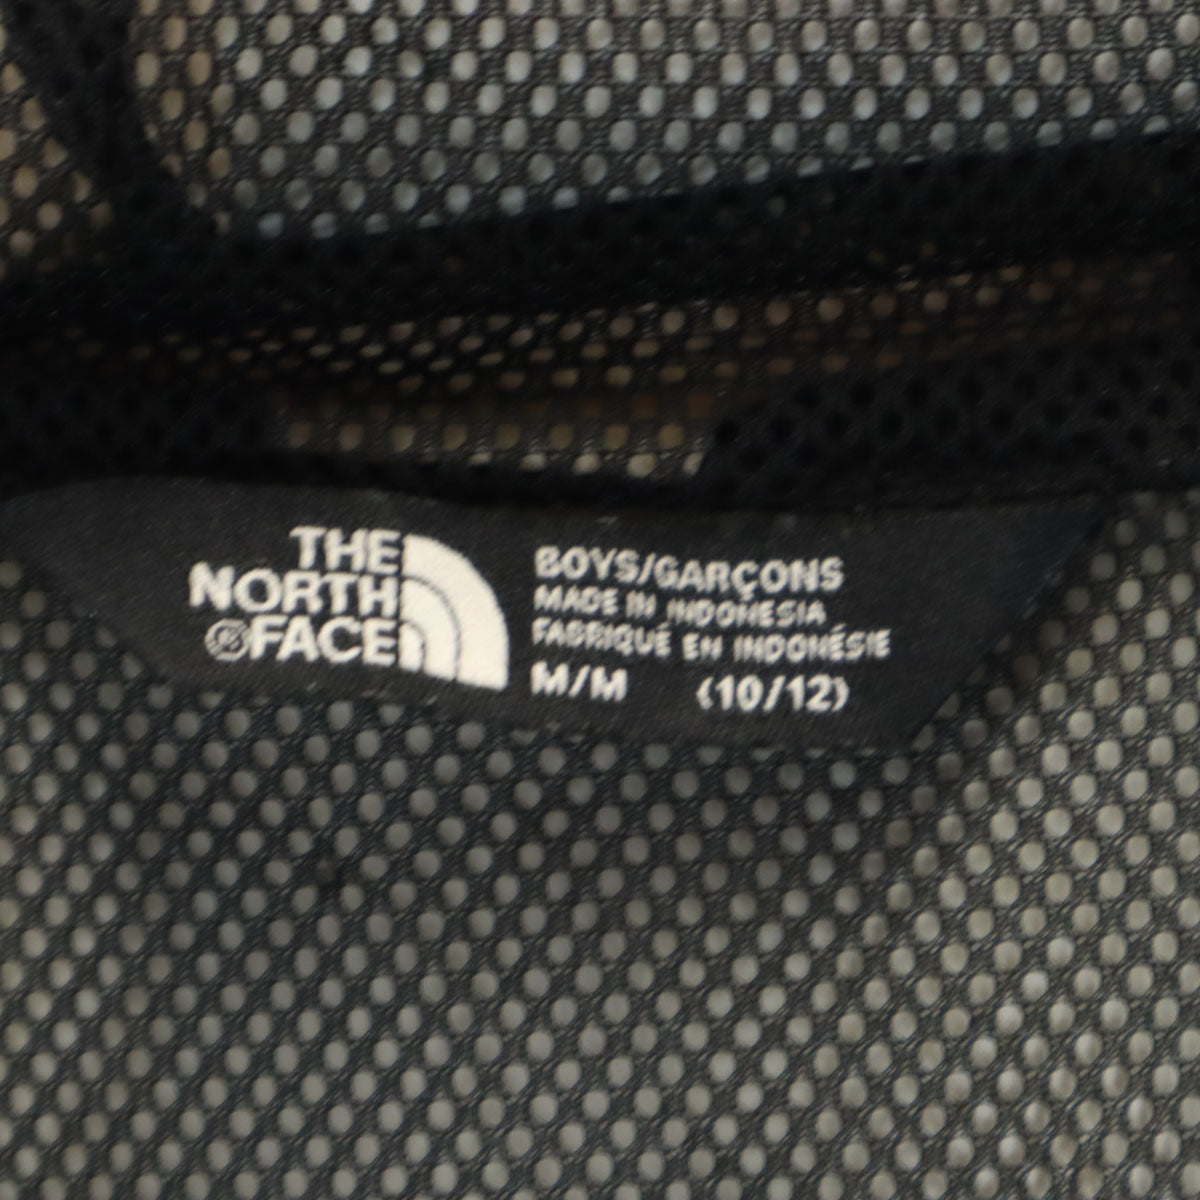 THE
NORTH
FACE
BOYS/GARÇONS
MADE IN INDONESIA
FABRIQUÉ EN INDONÉSIE
M/M (10/12)